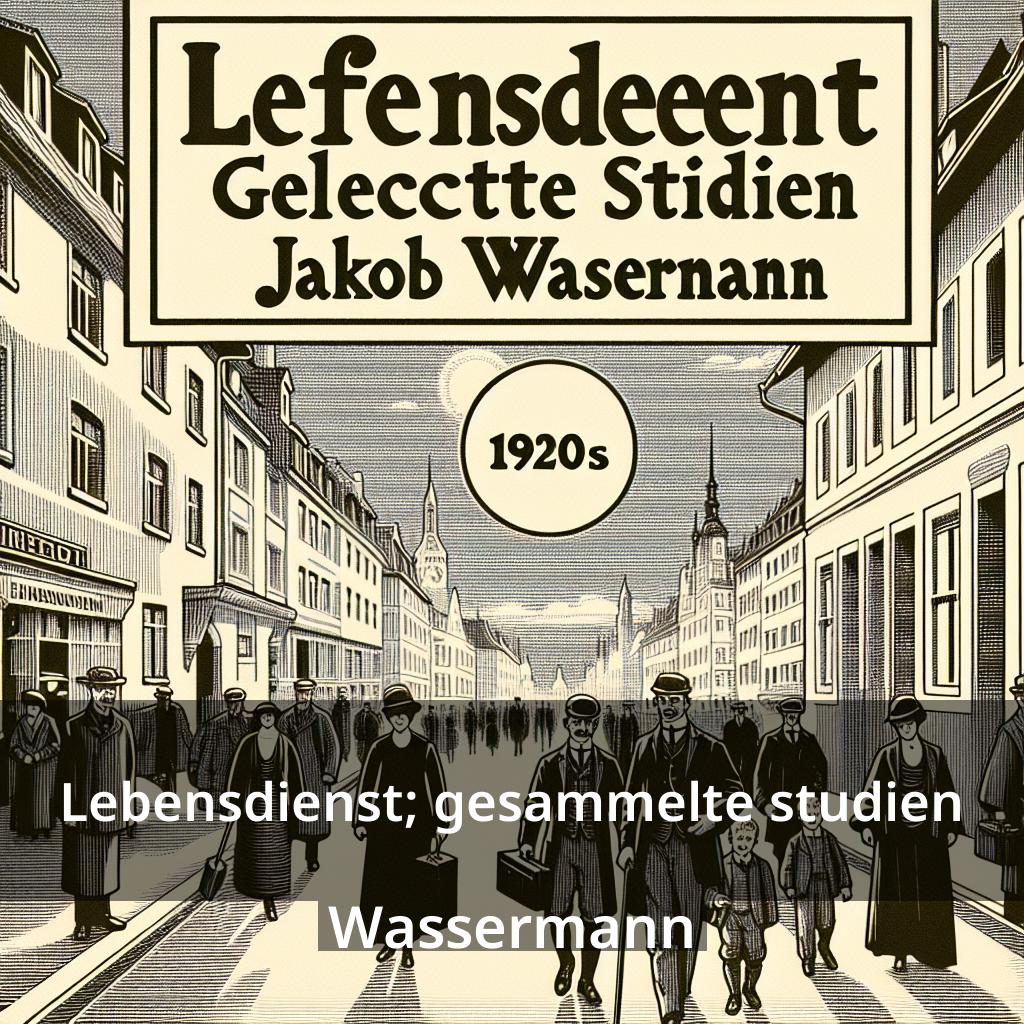 Lefensdeeent
Gelecctte Stidien
Jakob Wasernann
1920s
Lebensdienst; gesammelte studien
Wassermann